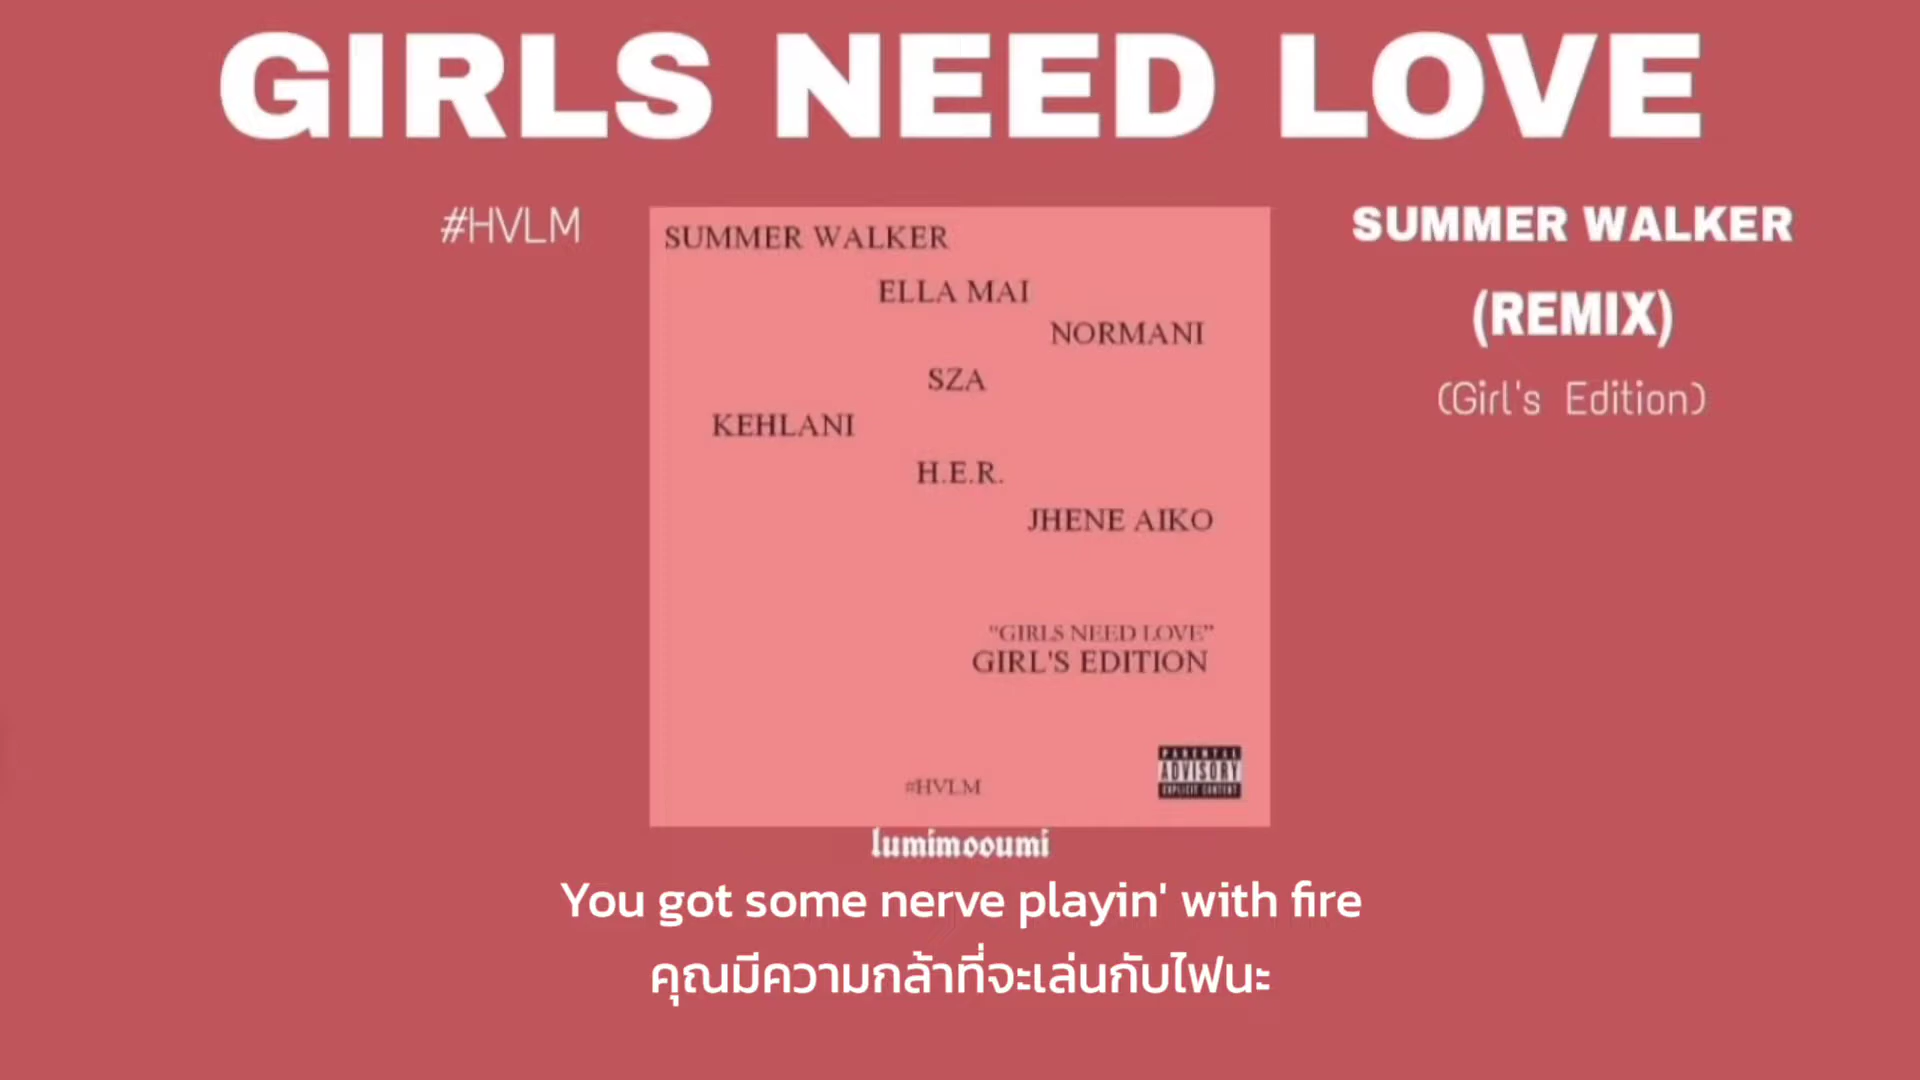 GIRLS NEED LOVE
#HVLM
SUMMER WALKER
(REMIX)
(Girl's Edition)
SUMMER WALKER
ELLA MAI
NORMANI
SZA
KEHLANI
H.E.R.
JHENE AIKO
"GIRLS NEED LOVE"
GIRL'S EDITION
#HVLM
PARENTAL
ADVISORY
EXPLICIT CONTENT
lumimooumi
You got some nerve playin' with fire
คุณมีความกล้าที่จะเล่นกับไฟนะ